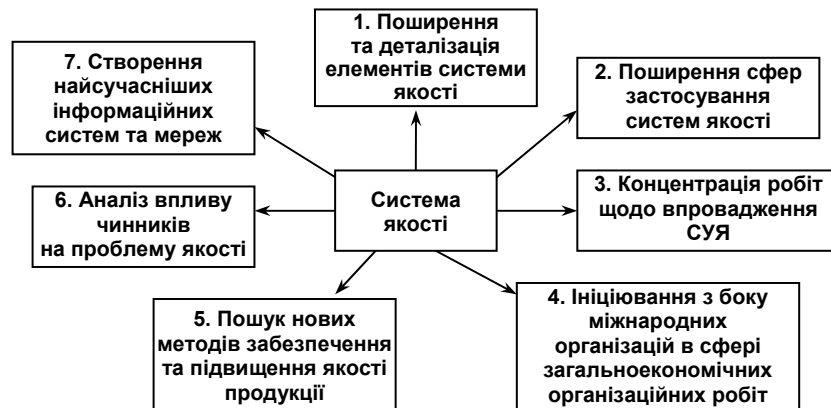 1. Поширення
та деталізація
елементів системи
якості
2. Поширення сфер
застосування
систем якості
3. Концентрація робіт
щодо впровадження
СУЯ
4. Ініціювання з боку
міжнародних
організацій в сфері
загальноекономічних
організаційних робіт
5. Пошук нових
методів забезпечення
та підвищення якості
продукції
6. Аналіз впливу
чинників
на проблему якості
7. Створення
найсучасніших
інформаційних
систем та мереж
Система
якості